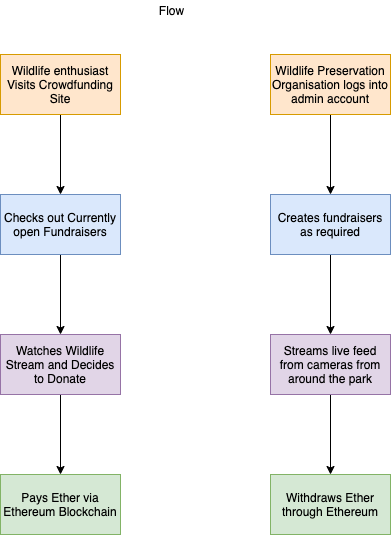 Flow
Wildlife enthusiast
Visits Crowdfunding
Site
Wildlife Preservation
Organisation logs into
admin account
Checks out Currently
open Fundraisers
Creates fundraisers
as required
Watches Wildlife
Stream and Decides
to Donate
Streams live feed
from cameras from
around the park
Pays Ether via
Ethereum Blockchain
Withdraws Ether
through Ethereum